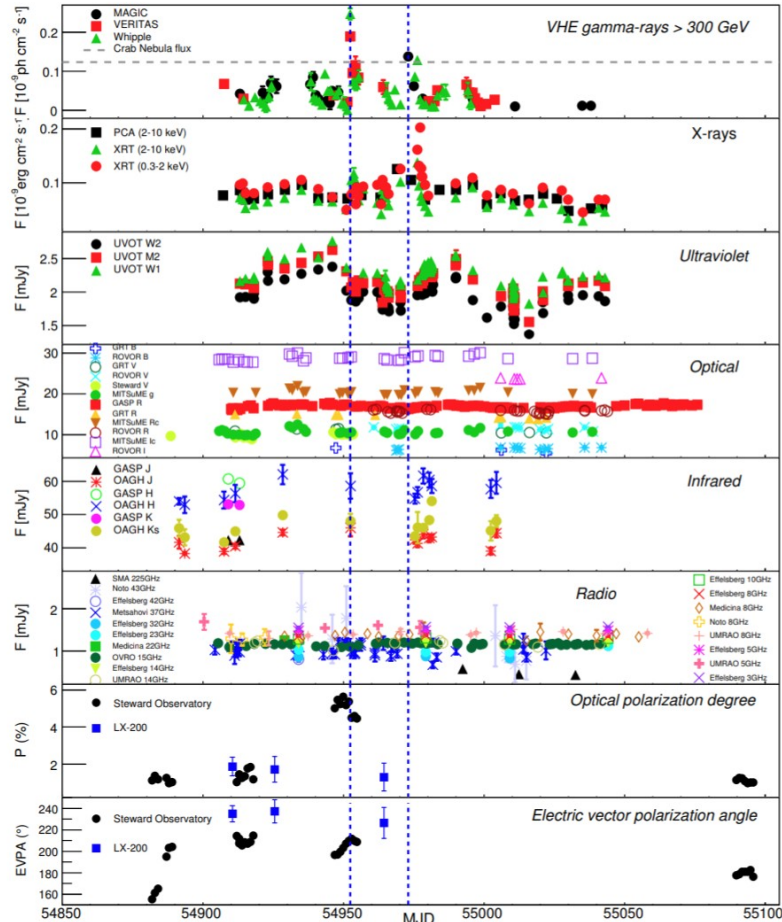 MAGIC
VERITAS
Whipple
Crab Nebula flux
VHE gamma-rays > 300 GeV
F [10⁻⁹ph cm⁻² s⁻¹]
0.2
0.1
0
PCA (2-10 keV)
XRT (2-10 keV)
XRT (0.3-2 keV)
X-rays
F [10⁻⁹erg cm⁻² s⁻¹]
0.2
0.1
UVOT W2
UVOT M2
UVOT W1
Ultraviolet
F [mJy]
2.5
2
1.5
GRT B
ROVOR B
GRT V
ROVOR V
Steward V
MITSuME g
GASP R
GRT R
MITSuME Rc
ROVOR R
MITSuME Ic
ROVOR I
Optical
F [mJy]
30
20
10
GASP J
OAGH J
GASP H
OAGH H
GASP K
OAGH Ks
Infrared
F [mJy]
60
50
40
SMA 225GHz
Noto 43GHz
Effelsberg 42GHz
Metsahovi 37GHz
Effelsberg 32GHz
Effelsberg 23GHz
Medicina 22GHz
OVRO 15GHz
Effelsberg 14GHz
UMRAO 14GHz
Radio
Effelsberg 10GHz
Effelsberg 8GHz
Medicina 8GHz
Noto 8GHz
UMRAO 8GHz
Effelsberg 5GHz
UMRAO 5GHz
Effelsberg 3GHz
F [mJy]
2
1
Steward Observatory
LX-200
Optical polarization degree
P (%)
6
4
2
Steward Observatory
LX-200
Electric vector polarization angle
EVPA (°)
240
220
200
180
160
54850 54900 54950 55000 55050 5510
MJD